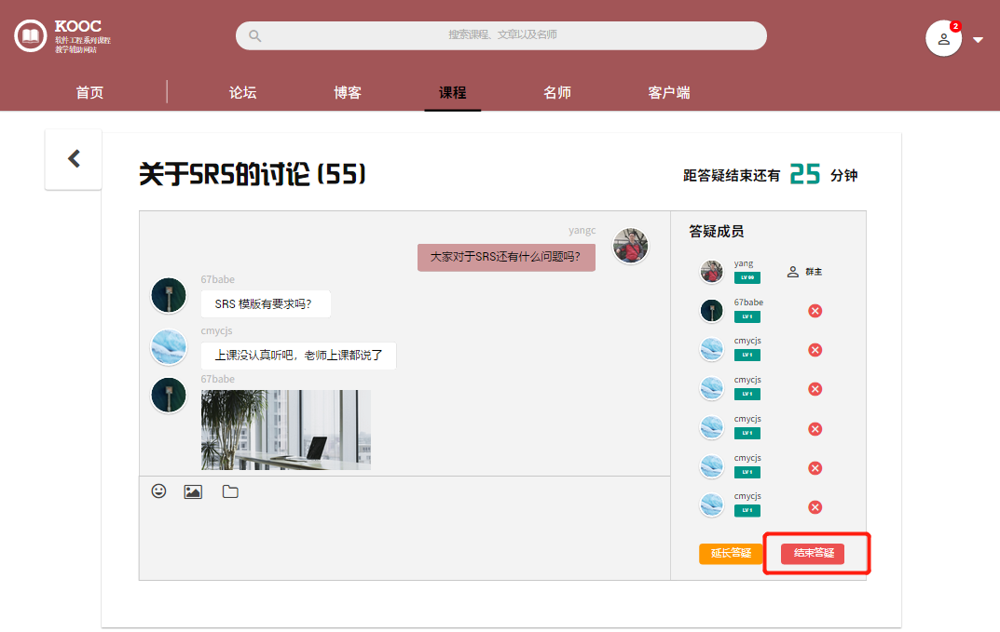 KOOC
软件工程系列课程
教学辅助网站
搜索课程、文章以及名师
2
首页
论坛
博客
课程
名师
客户端
关于SRS的讨论 (55)
距答疑结束还有 25 分钟
yangc
大家对于SRS还有什么问题吗？
67babe
SRS 模版有要求吗？
cmycjs
上课没认真听吧，老师上课都说了
67babe
答疑成员
yang
LV 99
群主
67babe
LV 1
cmycjs
LV 1
cmycjs
LV 1
cmycjs
LV 1
cmycjs
LV 1
cmycjs
LV 1
延长答疑
结束答疑